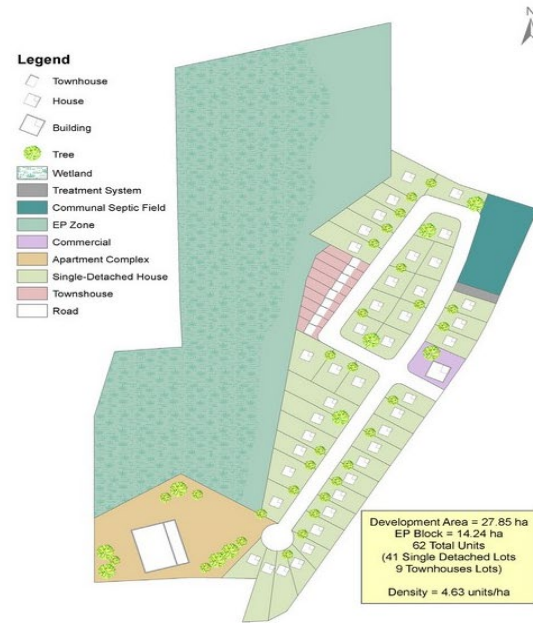 N
Legend
Townhouse
House
Building
Tree
Wetland
Treatment System
Communal Septic Field
EP Zone
Commercial
Apartment Complex
Single-Detached House
Townshouse
Road
Development Area = 27.85 ha
EP Block = 14.24 ha
62 Total Units
(41 Single Detached Lots
9 Townhouses Lots)
Density = 4.63 units/ha